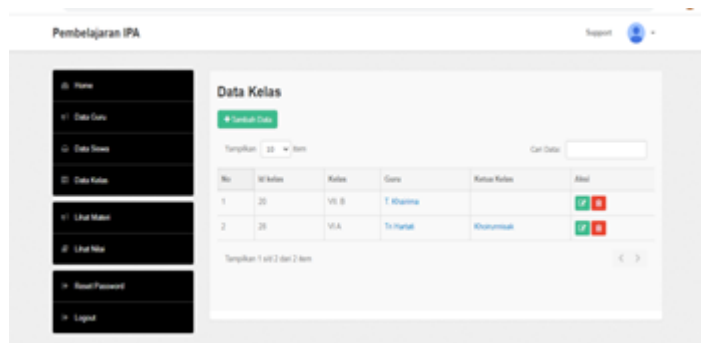 Pembelajaran IPA
Support
Home
Data Guru
Data Siswa
Data Kelas
Lihat Materi
Lihat Nilai
Reset Password
Logout
Data Kelas
+ Tambah Data
Tampilkan 10 item
Cari Data:
No Id kelas Kelas Guru Ketua Kelas Aksi
1 20 VII. B T. Kharima
2 28 VI A Tri Hartati
Tampilkan 1 s/d 2 dari 2 item